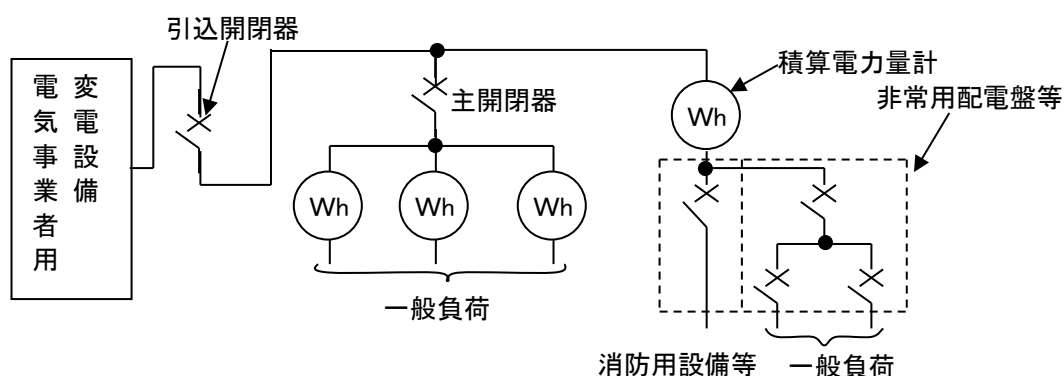 引込開閉器
電気事業者用
変電設備
主開閉器
積算電力量計
非常用配電盤等
Wh
Wh
Wh
Wh
一般負荷
消防用設備等
一般負荷